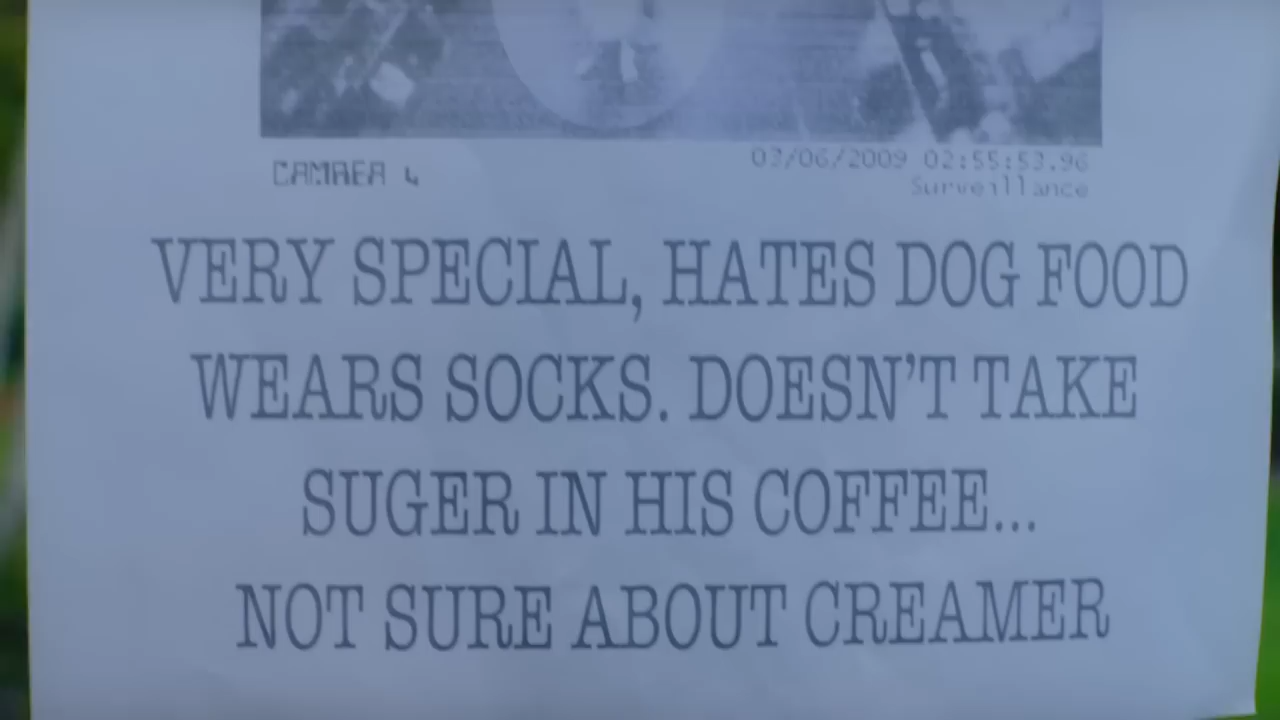 CAMREA 4
03/06/2009 02:55:53.96
Surveillance
VERY SPECIAL, HATES DOG FOOD
WEARS SOCKS. DOESN'T TAKE
SUGER IN HIS COFFEE...
NOT SURE ABOUT CREAMER